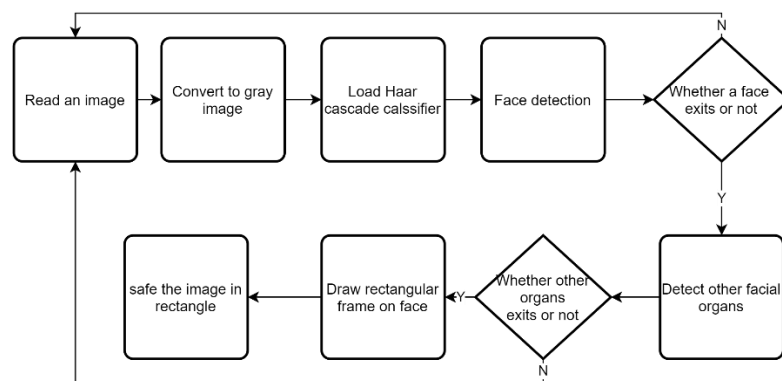 N
Read an image
Convert to gray
image
Load Haar
cascade calssifier
Face detection
Whether a face
exits or not
Y
Detect other facial
organs
Whether other
organs
exits or not
Y
Draw rectangular
frame on face
safe the image in
rectangle
N